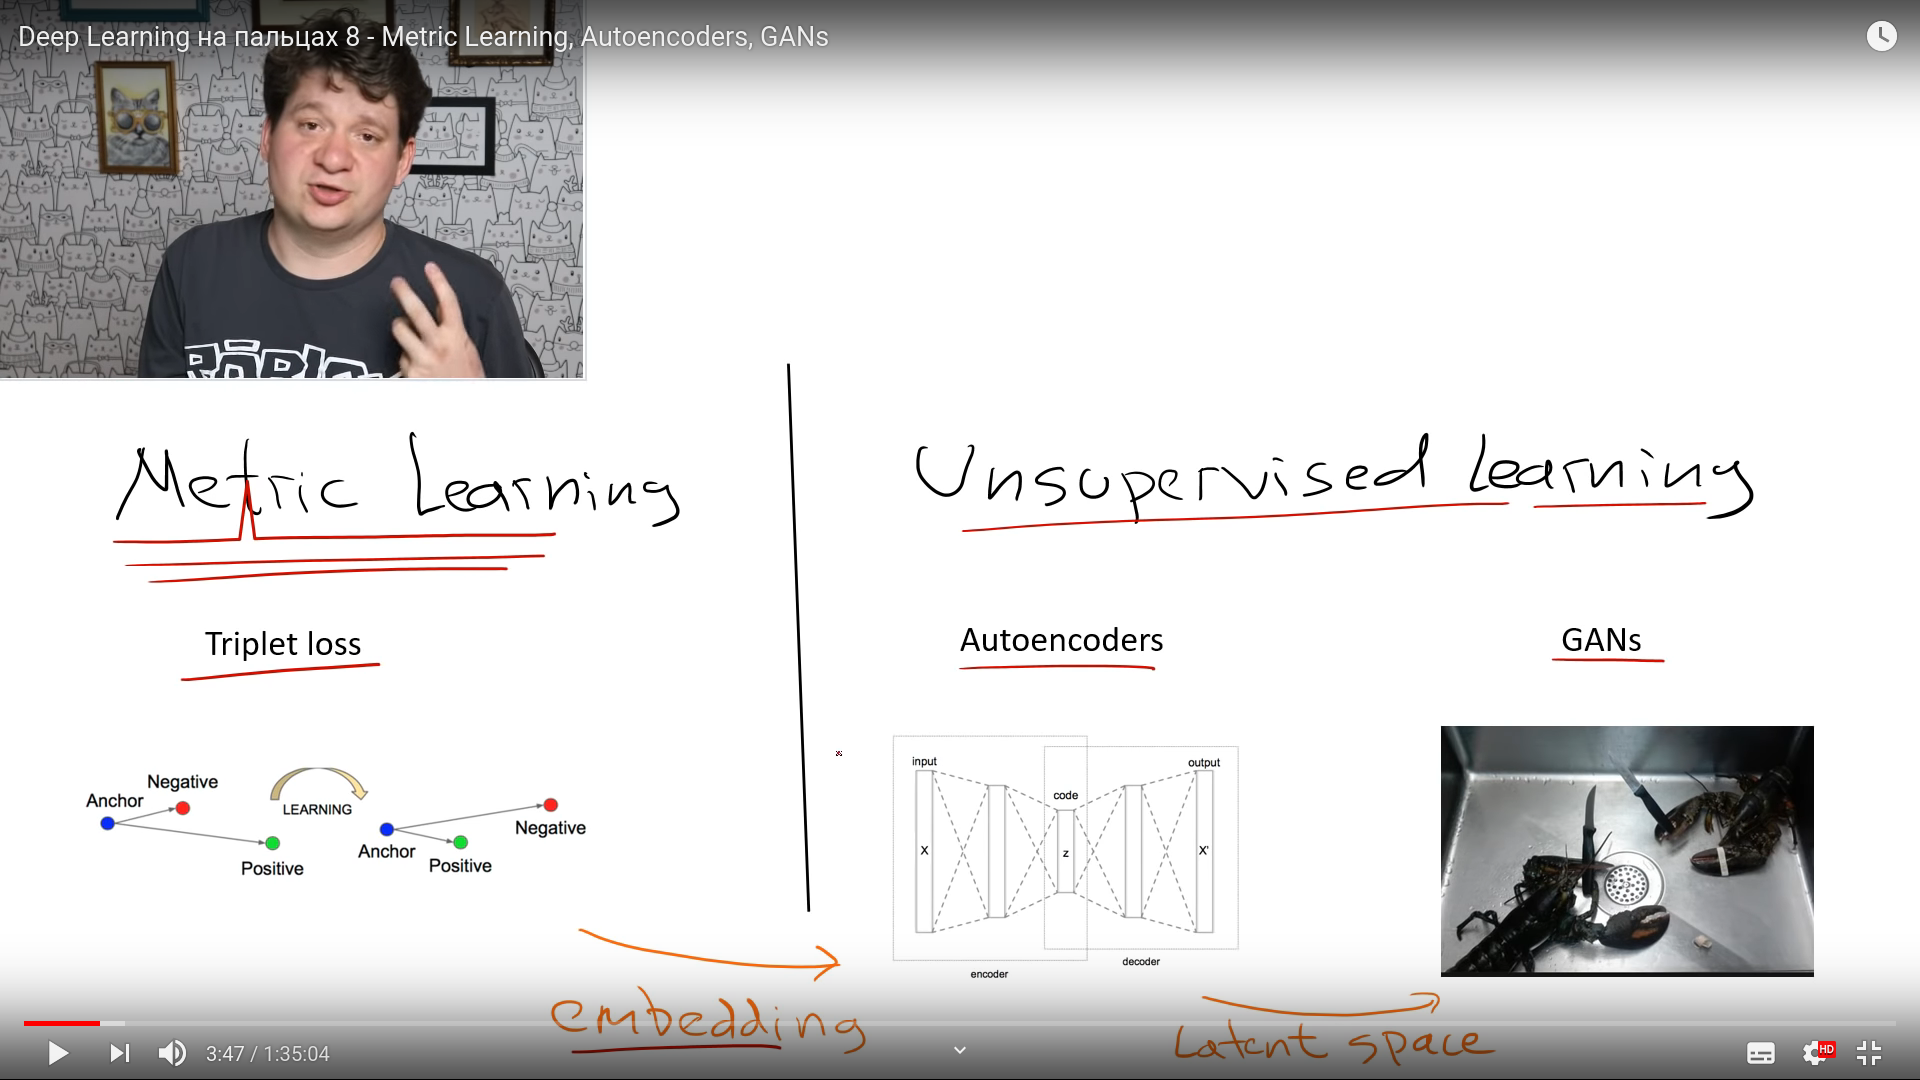 Deep Learning на пальцах 8 - Metric Learning, Autoencoders, GANs
Metric Learning
Unsupervised Learning
Triplet loss
Autoencoders
GANs
Negative
Anchor
LEARNING
Positive
Anchor
Positive
Negative
input
output
code
X
z
X'
encoder
decoder
embedding
Latent space
3:47 / 1:35:04
HD